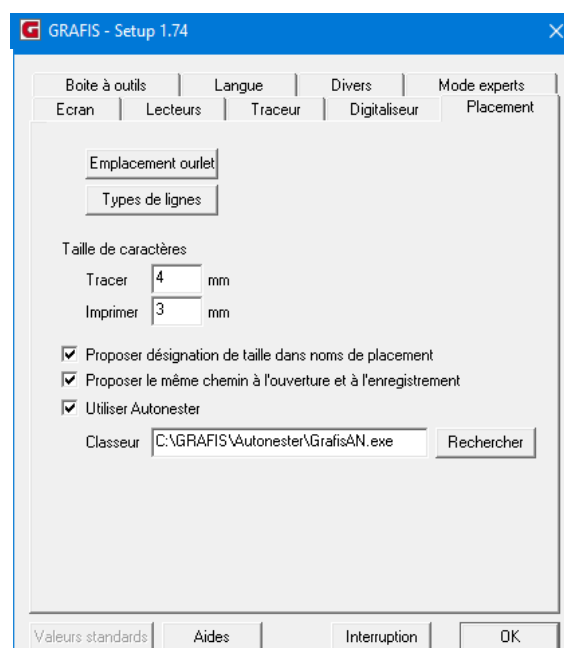 GRAFIS - Setup 1.74
Boite à outils Langue Divers Mode experts
Ecran Lecteurs Traceur Digitaliseur Placement
Emplacement ourlet
Types de lignes
Taille de caractères
Tracer 4 mm
Imprimer 3 mm
Proposer désignation de taille dans noms de placement
Proposer le même chemin à l'ouverture et à l'enregistrement
Utiliser Autonester
Classeur C:\GRAFIS\Autonester\GrafisAN.exe Rechercher
Valeurs standards Aides Interruption OK